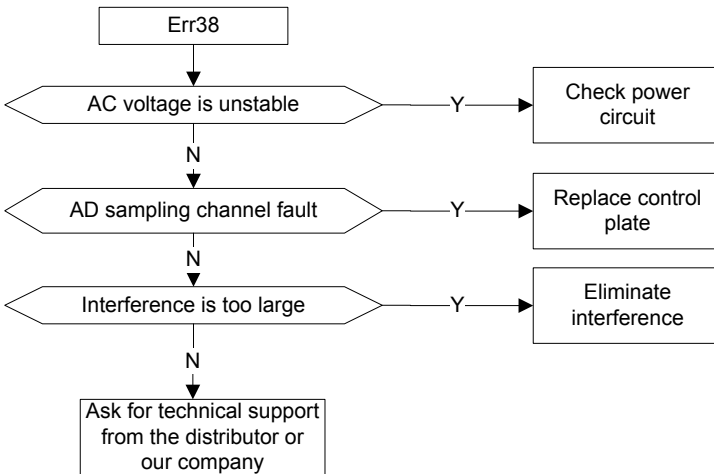 Err38
AC voltage is unstable
Y
Check power
circuit
N
AD sampling channel fault
Y
Replace control
plate
N
Interference is too large
Y
Eliminate
interference
N
Ask for technical support
from the distributor or
our company